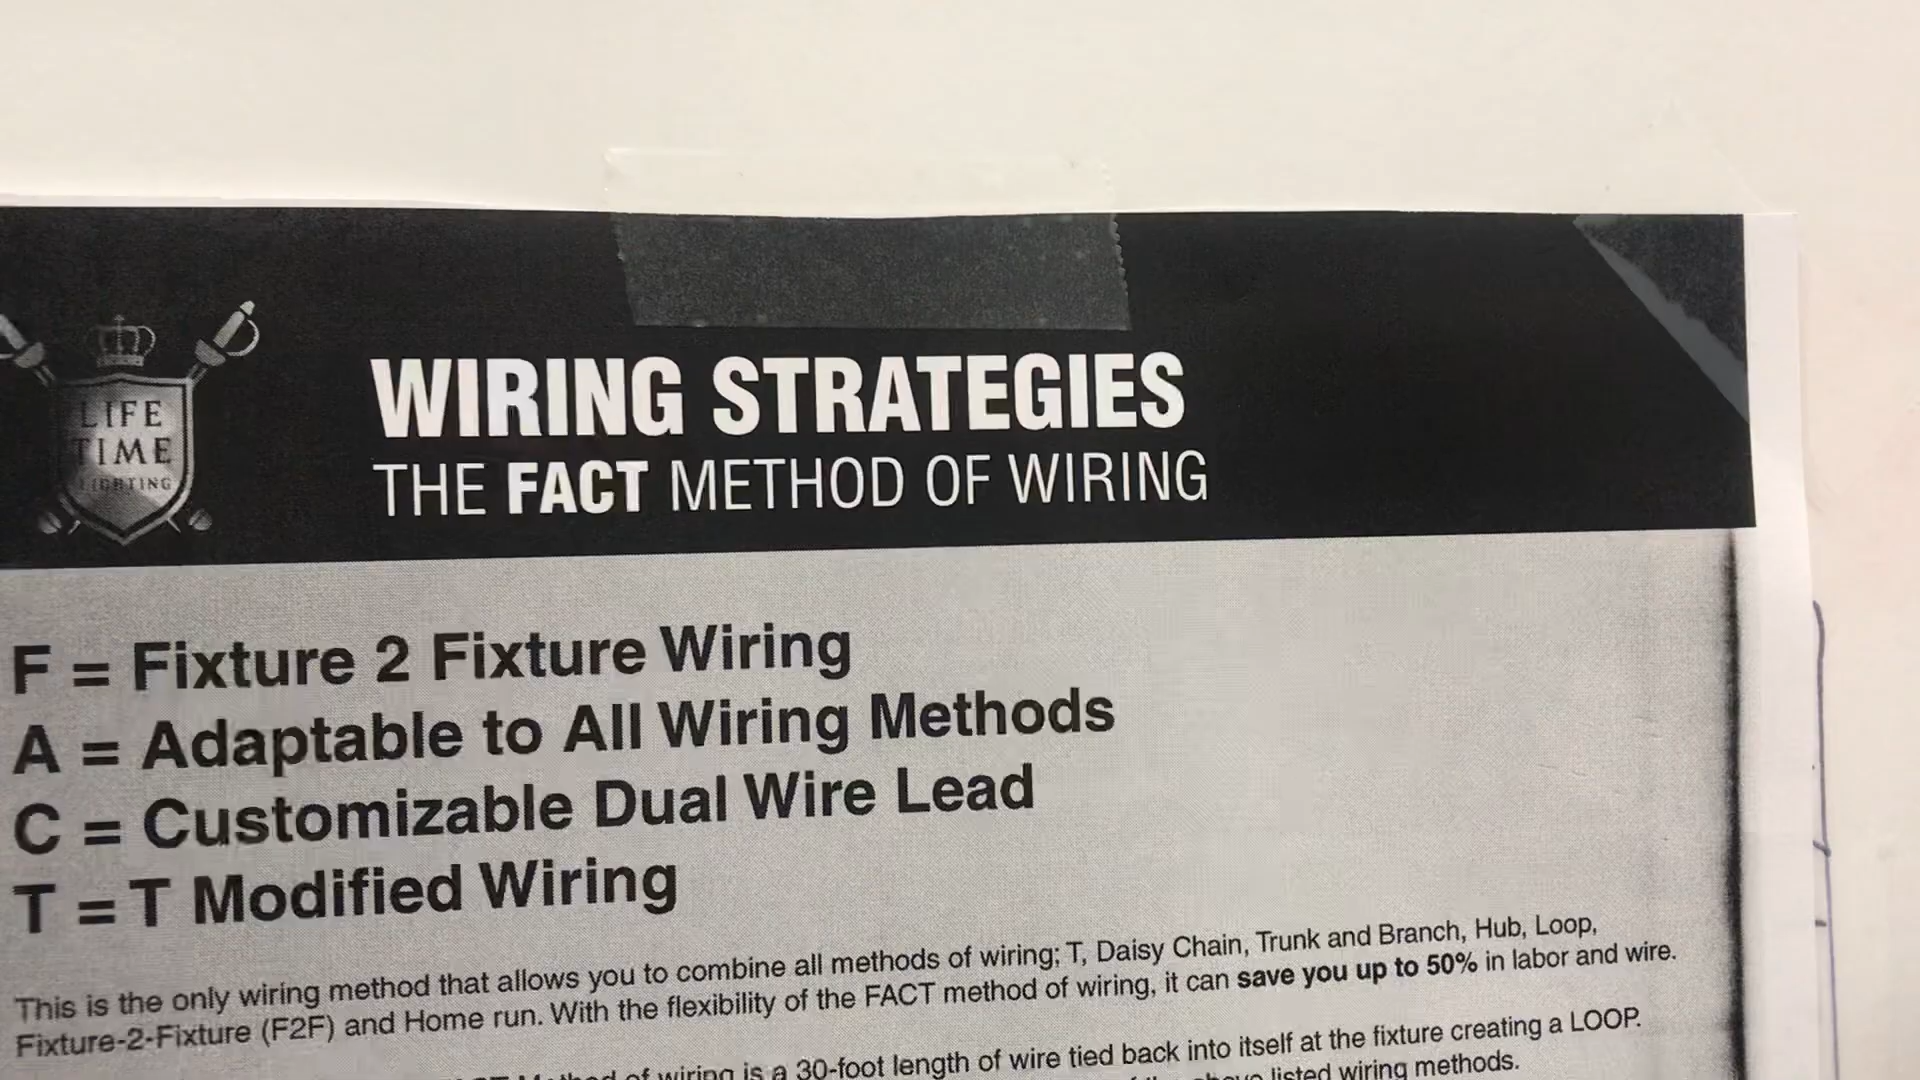 LIFE
TIME
LIGHTING
WIRING STRATEGIES
THE FACT METHOD OF WIRING
F = Fixture 2 Fixture Wiring
A = Adaptable to All Wiring Methods
C = Customizable Dual Wire Lead
T = T Modified Wiring
This is the only wiring method that allows you to combine all methods of wiring; T, Daisy Chain, Trunk and Branch, Hub, Loop,
Fixture-2-Fixture (F2F) and Home run. With the flexibility of the FACT method of wiring, it can save you up to 50% in labor and wire.
Method of wiring is a 30-foot length of wire tied back into itself at the fixture creating a LOOP.
above listed wiring methods.